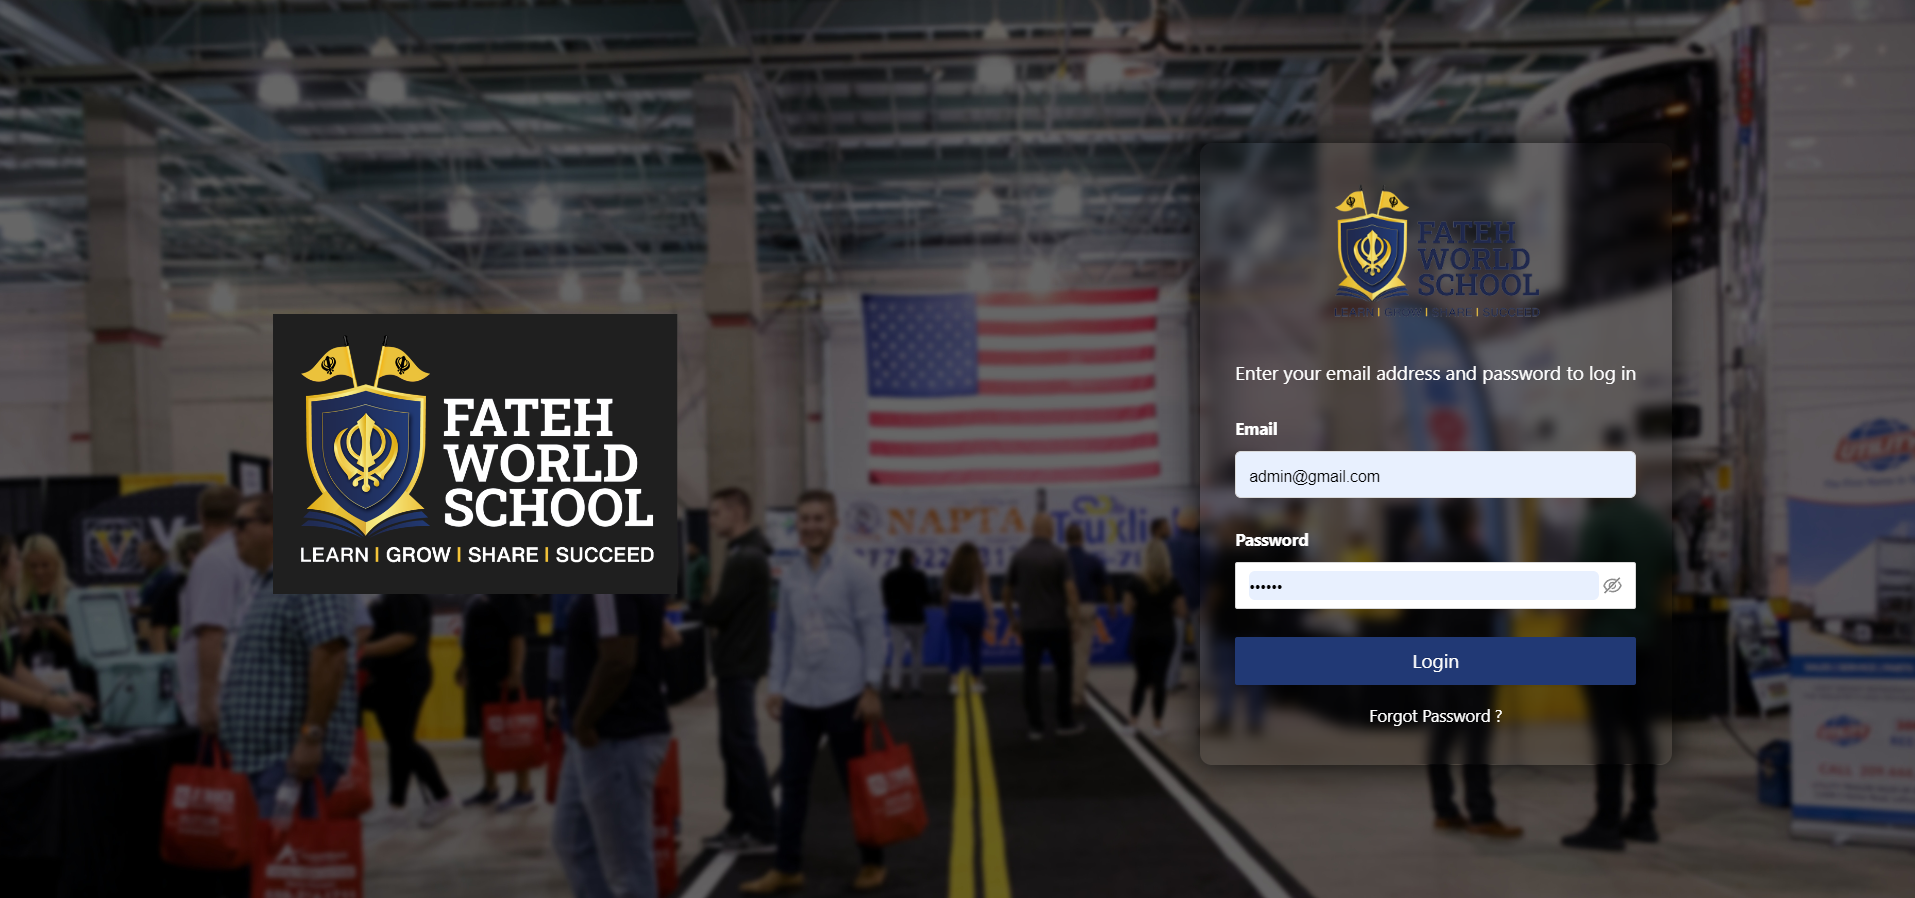 FATEH
WORLD
SCHOOL
LEARN | GROW | SHARE | SUCCEED
NAPTA
FATEH
WORLD
SCHOOL
LEARN | GROW | SHARE | SUCCEED
Enter your email address and password to log in
Email
admin@gmail.com
Password
••••••
Login
Forgot Password ?